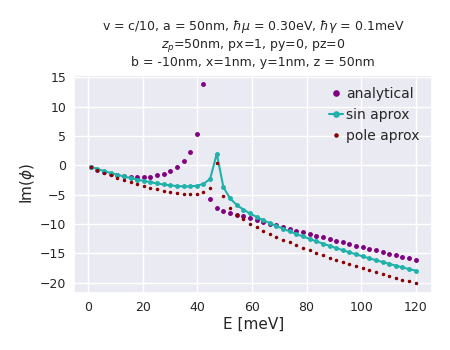 v = c/10, a = 50nm, ℏμ = 0.30eV, ℏγ = 0.1meV
zₚ=50nm, px=1, py=0, pz=0
b = -10nm, x=1nm, y=1nm, z = 50nm
analytical
sin aprox
pole aprox
Im(ϕ)
15
10
5
0
−5
−10
−15
−20
0 20 40 60 80 100 120
E [meV]